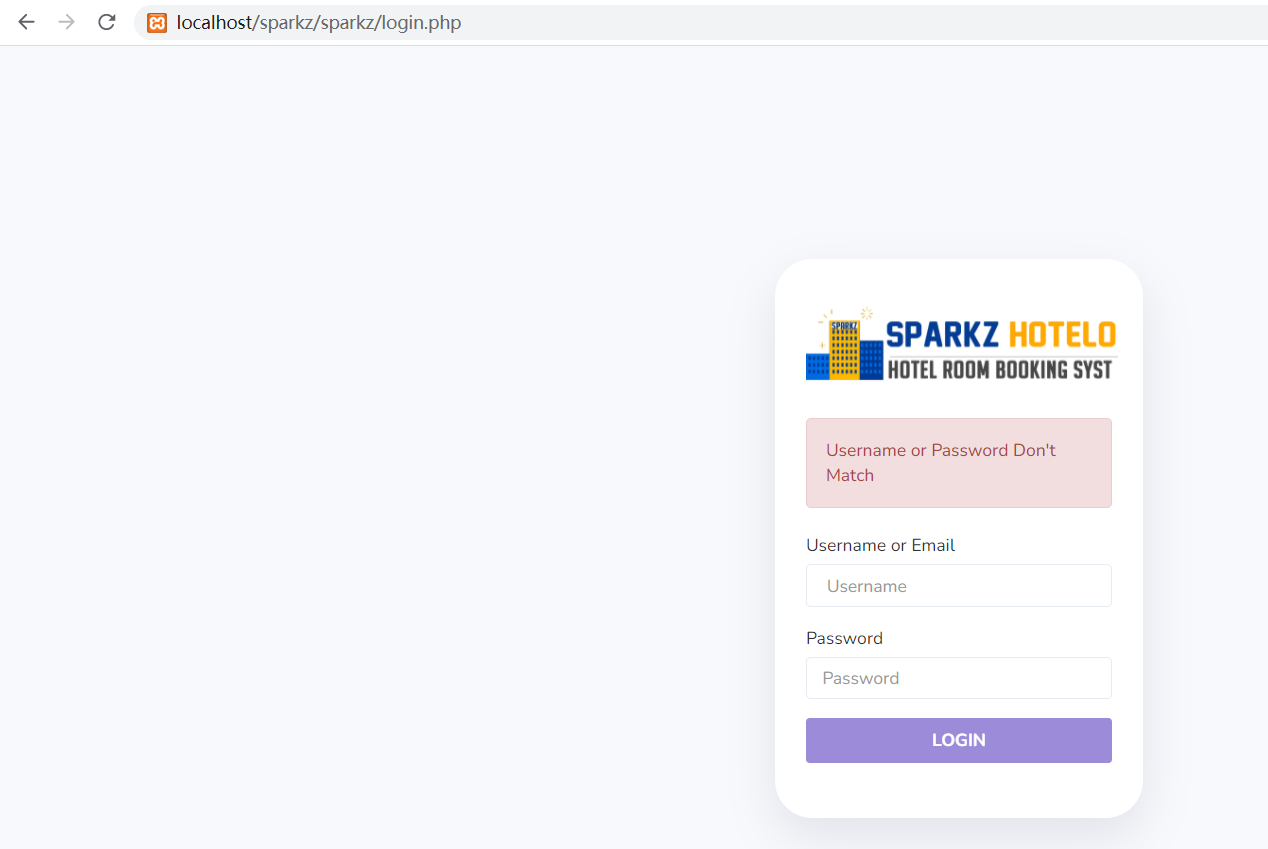 localhost/sparkz/sparkz/login.php
SPARKZ
SPARKZ HOTELO
HOTEL ROOM BOOKING SYST
Username or Password Don't
Match
Username or Email
Username
Password
Password
LOGIN